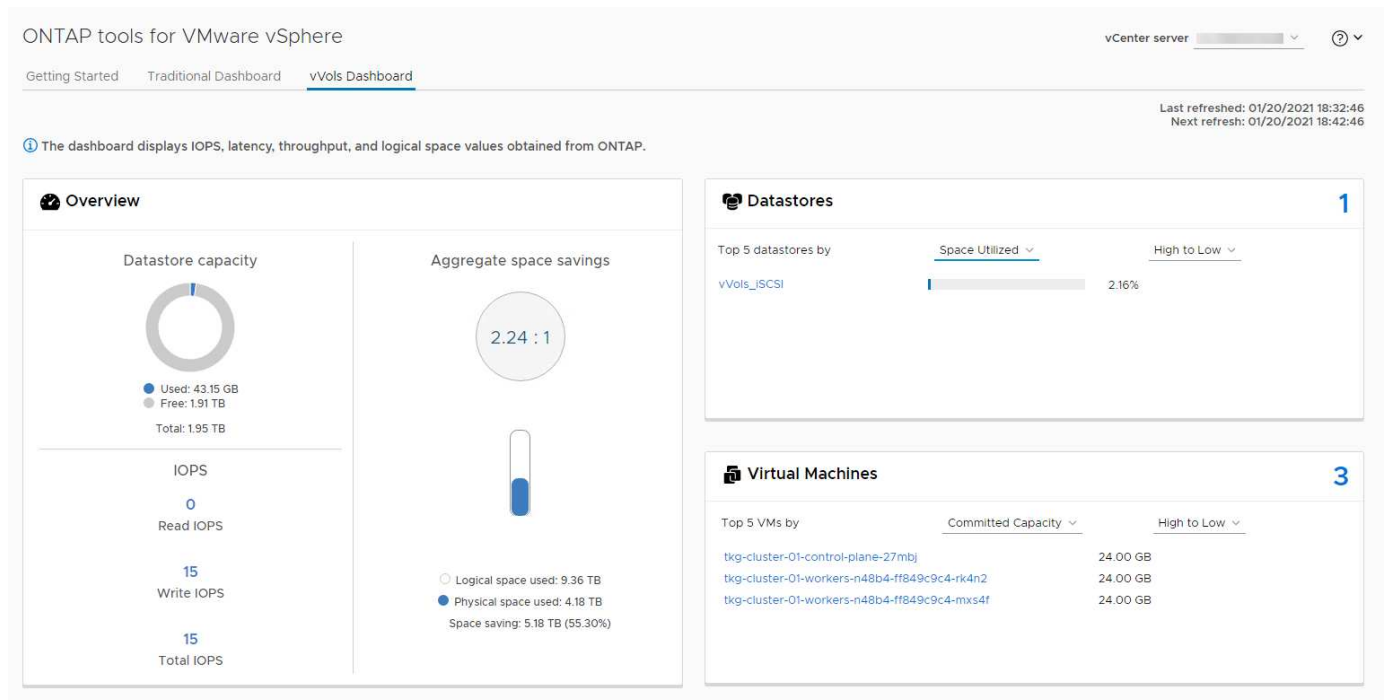 ONTAP tools for VMware vSphere
vCenter server
Getting Started Traditional Dashboard vVols Dashboard
Last refreshed: 01/20/2021 18:32:46
Next refresh: 01/20/2021 18:42:46
The dashboard displays IOPS, latency, throughput, and logical space values obtained from ONTAP.
Overview
Datastore capacity
Used: 43.15 GB
Free: 1.91 TB
Total: 1.95 TB
IOPS
0
Read IOPS
15
Write IOPS
15
Total IOPS
Aggregate space savings
2.24 : 1
Logical space used: 9.36 TB
Physical space used: 4.18 TB
Space saving: 5.18 TB (55.30%)
Datastores 1
Top 5 datastores by Space Utilized High to Low
vVols_iSCSI 2.16%
Virtual Machines 3
Top 5 VMs by Committed Capacity High to Low
tkg-cluster-01-control-plane-27mbj 24.00 GB
tkg-cluster-01-workers-n48b4-ff849c9c4-rk4n2 24.00 GB
tkg-cluster-01-workers-n48b4-ff849c9c4-mxs4f 24.00 GB